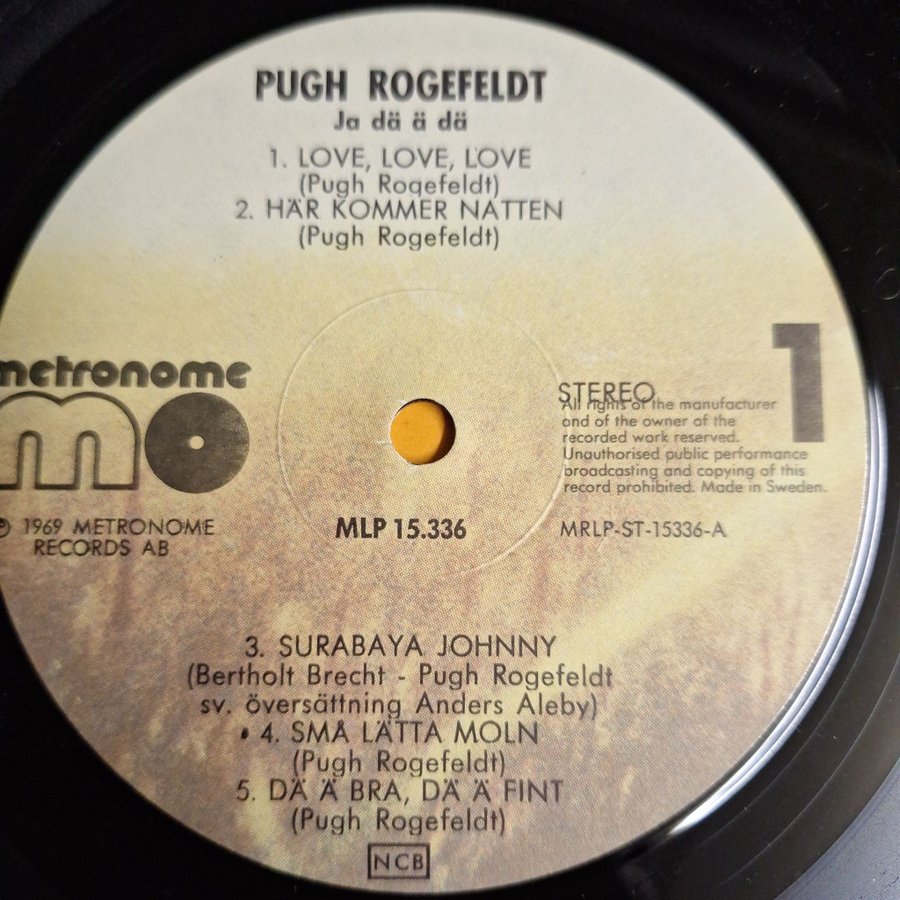 PUGH ROGEFELDT
Ja dä ä dä
1. LOVE, LOVE, LOVE
(Pugh Rogefeldt)
2. HÄR KOMMER NATTEN
(Pugh Rogefeldt)
metronome
mo
1
STEREO
All rights of the manufacturer
and of the owner of the
recorded work reserved.
Unauthorised public performance
broadcasting and copying of this
record prohibited. Made in Sweden.
℗ 1969 METRONOME
RECORDS AB
MLP 15.336
MRLP-ST-15336-A
3. SURABAYA JOHNNY
(Bertholt Brecht - Pugh Rogefeldt
sv. översättning Anders Aleby)
4. SMÅ LÄTTA MOLN
(Pugh Rogefeldt)
5. DÄ Ä BRA, DÄ Ä FINT
(Pugh Rogefeldt)
NCB